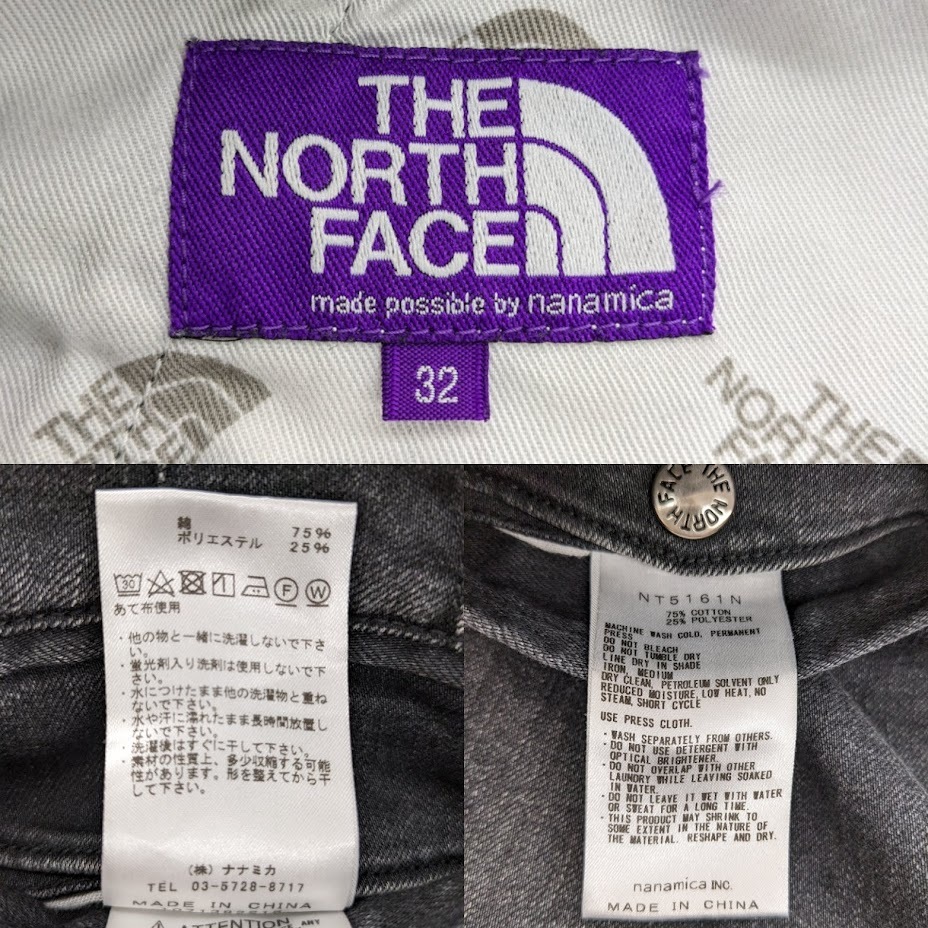 THE
NORTH
FACE
made possible by nanamica
32
THE
NORTH
THE
NORTH
綿 75%
ポリエステル 25%
30
F W
あて布使用
・他の物と一緒に洗濯しないで下さ
い。
・蛍光剤入り洗剤は使用しないで下
さい。
・水につけたまま他の洗濯物と重ね
ないで下さい。
・水や汗に濡れたまま長時間放置し
ないで下さい。
・洗濯後はすぐに干して下さい。
・素材の性質上、多少収縮する可能
性があります。形を整えてから干
して下さい。
(株) ナナミカ
TEL 03-5728-8717
MADE IN CHINA
ATTENTION
THE NORTH FACE
NT5161N
75% COTTON
25% POLYESTER
MACHINE WASH COLD, PERMANENT
PRESS
DO NOT BLEACH
DO NOT TUMBLE DRY
LINE DRY IN SHADE
IRON, MEDIUM
DRY CLEAN, PETROLEUM SOLVENT ONLY
REDUCED MOISTURE, LOW HEAT, NO
STEAM, SHORT CYCLE
USE PRESS CLOTH.
・WASH SEPARATELY FROM OTHERS.
・DO NOT USE DETERGENT WITH
OPTICAL BRIGHTENER.
・DO NOT OVERLAP WITH OTHER
LAUNDRY WHILE LEAVING SOAKED
IN WATER.
・DO NOT LEAVE IT WET WITH WATER
OR SWEAT FOR A LONG TIME.
・THIS PRODUCT MAY SHRINK TO
SOME EXTENT IN THE NATURE OF
THE MATERIAL. RESHAPE AND DRY.
nanamica INC.
MADE IN CHINA